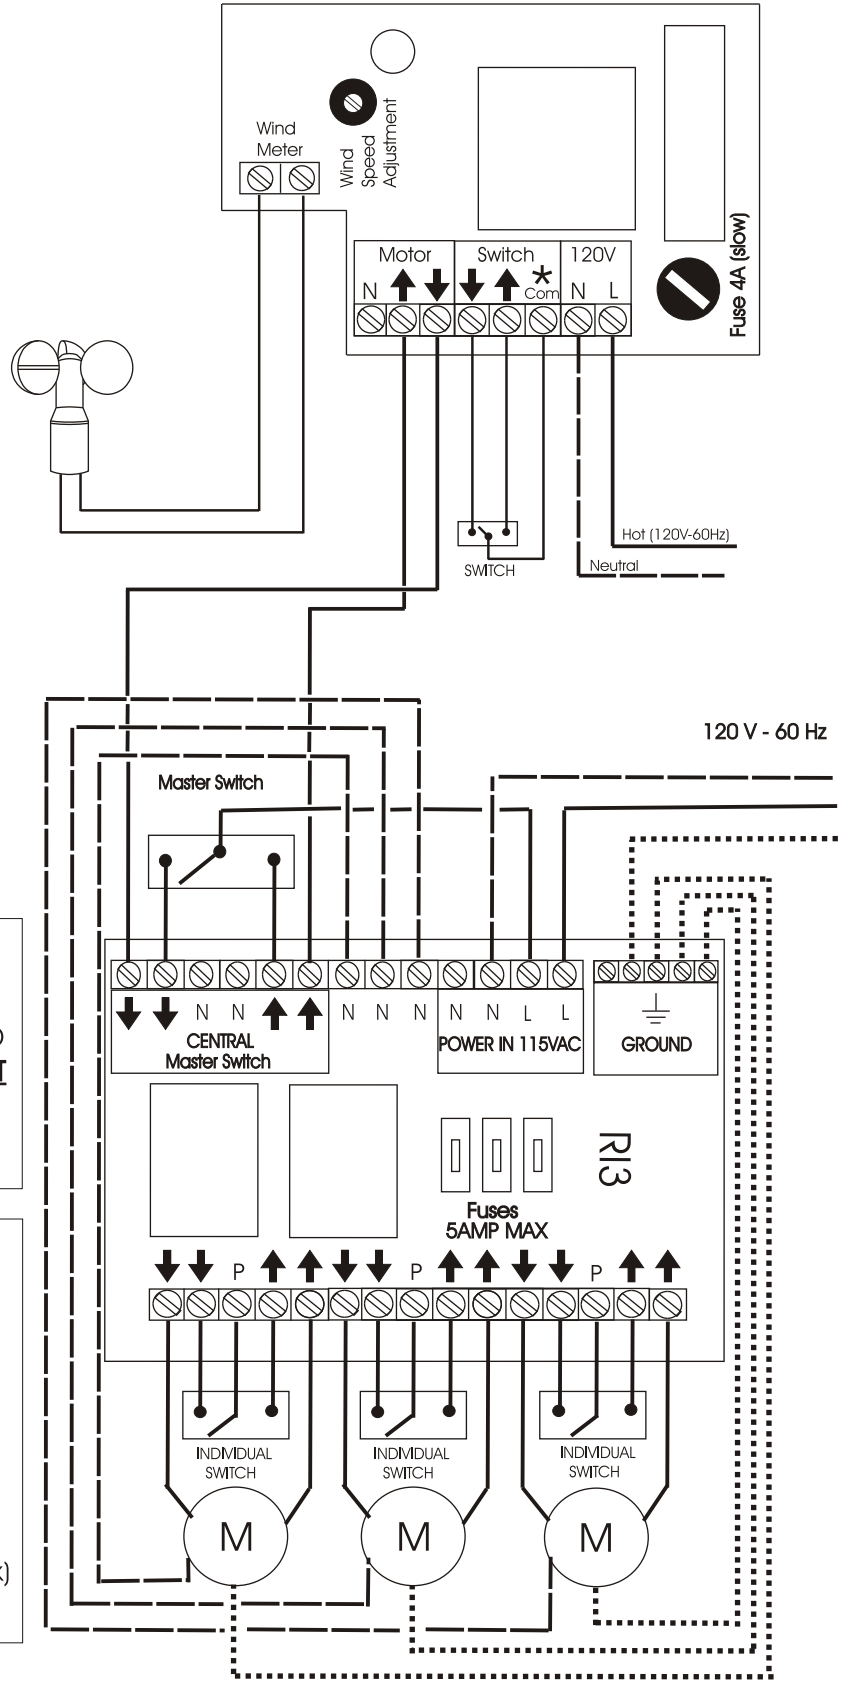 Wind
Meter
Wind
Speed
Adjustment
Motor
Switch
120V
N
*
Com
N
L
Fuse 4A (slow)
Hot (120V-60Hz)
SWITCH
Neutral
120 V - 60 Hz
Master Switch
N N N N N N N L L
CENTRAL
Master Switch
POWER IN 115VAC
GROUND
RI3
Fuses
5AMP MAX
P P P
INDIVIDUAL
SWITCH
INDIVIDUAL
SWITCH
INDIVIDUAL
SWITCH
M M M